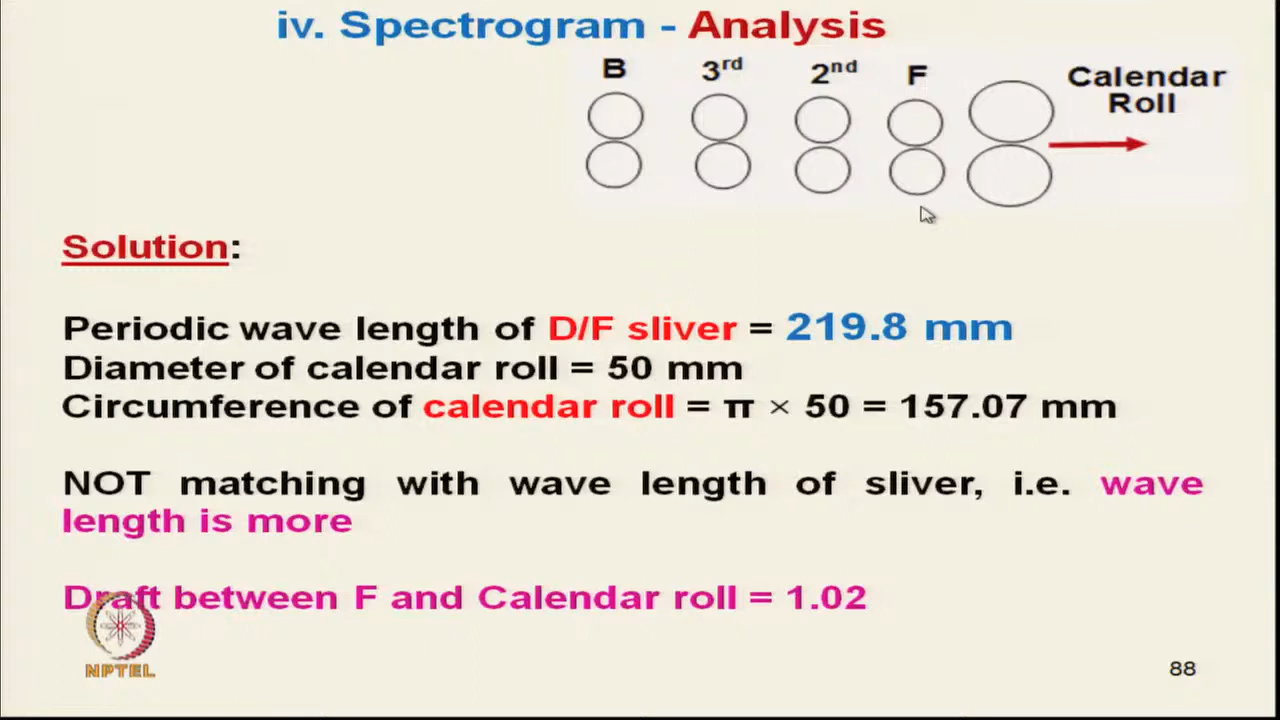 iv. Spectrogram - Analysis
B 3rd 2nd F
Calendar
Roll
Solution:
Periodic wave length of D/F sliver = 219.8 mm
Diameter of calendar roll = 50 mm
Circumference of calendar roll = π × 50 = 157.07 mm
NOT matching with wave length of sliver, i.e. wave
length is more
Draft between F and Calendar roll = 1.02
NPTEL
88